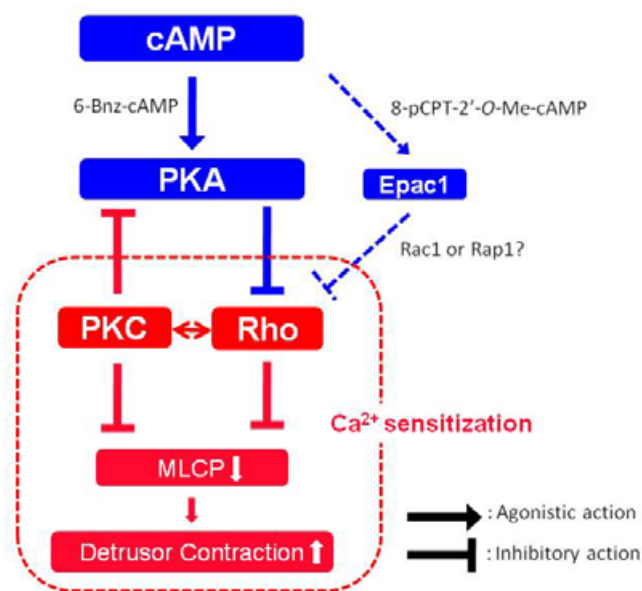 cAMP
6-Bnz-cAMP
8-pCPT-2′-O-Me-cAMP
PKA
Epac1
Rac1 or Rap1?
PKC
Rho
Ca²⁺ sensitization
MLCP
: Agonistic action
Detrusor Contraction
: Inhibitory action